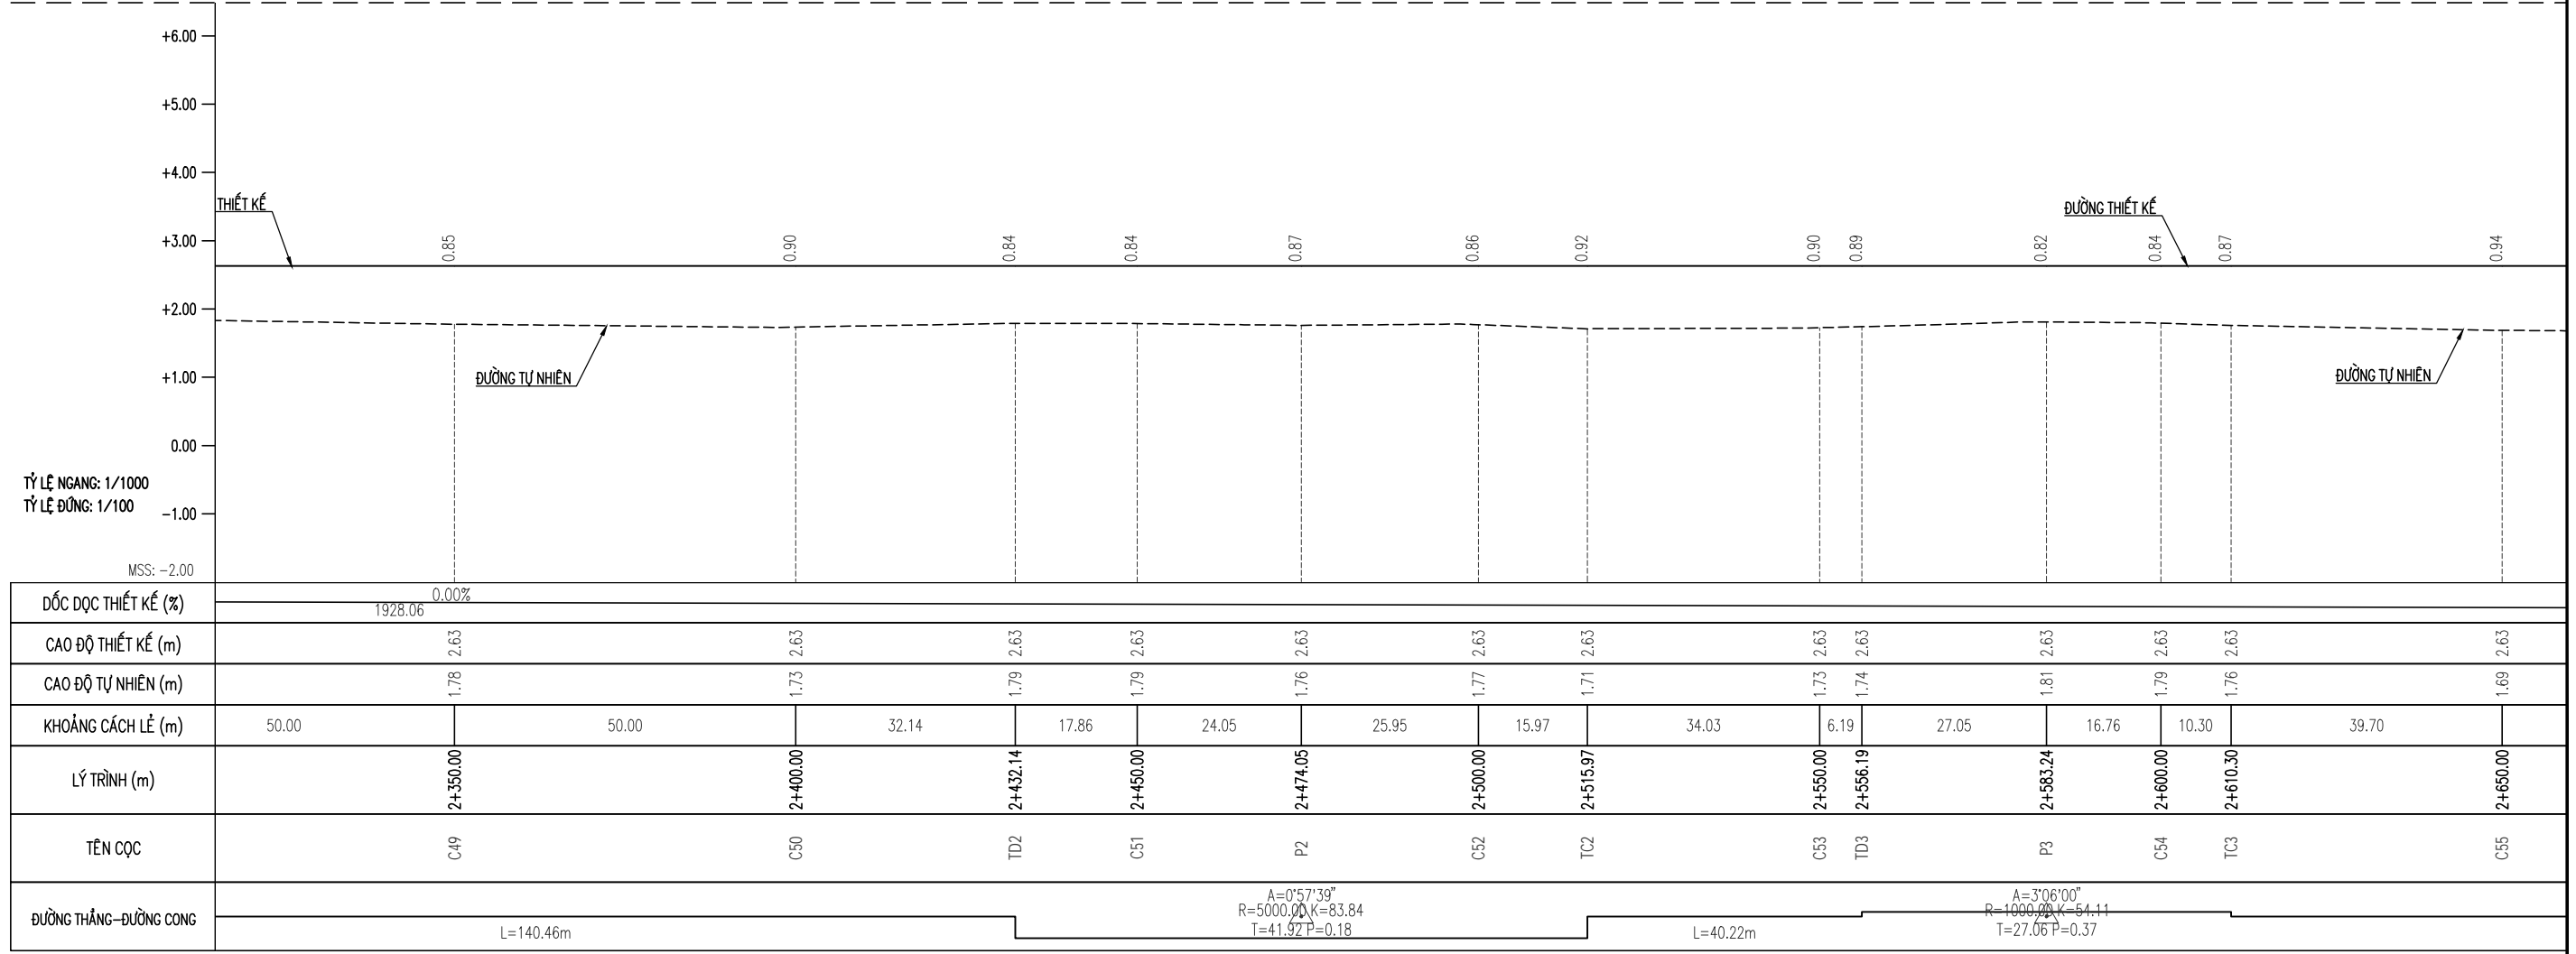 +6.00
+5.00
+4.00
+3.00
+2.00
+1.00
0.00
-1.00
THIẾT KẾ
ĐƯỜNG THIẾT KẾ
0.85 0.90 0.84 0.84 0.87 0.86 0.92 0.90 0.89 0.82 0.84 0.87 0.94
ĐƯỜNG TỰ NHIÊN
ĐƯỜNG TỰ NHIÊN
TỶ LỆ NGANG: 1/1000
TỶ LỆ ĐỨNG: 1/100
MSS: -2.00
DỐC DỌC THIẾT KẾ (%)
0.00%
1928.06
CAO ĐỘ THIẾT KẾ (m) 2.63 2.63 2.63 2.63 2.63 2.63 2.63 2.63 2.63 2.63 2.63 2.63 2.63
CAO ĐỘ TỰ NHIÊN (m) 1.78 1.73 1.79 1.79 1.76 1.77 1.71 1.73 1.74 1.81 1.79 1.76 1.69
KHOẢNG CÁCH LẺ (m) 50.00 50.00 32.14 17.86 24.05 25.95 15.97 34.03 6.19 27.05 16.76 10.30 39.70
LÝ TRÌNH (m) 2+350.00 2+400.00 2+432.14 2+450.00 2+474.05 2+500.00 2+515.97 2+550.00 2+556.19 2+583.24 2+600.00 2+610.30 2+650.00
TÊN CỌC C49 C50 TD2 C51 P2 C52 TC2 C53 TD3 P3 C54 TC3 C55
ĐƯỜNG THẲNG-ĐƯỜNG CONG
L=140.46m
A=0°57'39"
R=5000.00 K=83.84
T=41.92 P=0.18
L=40.22m
A=3°06'00"
R=1000.00 K=54.11
T=27.06 P=0.37